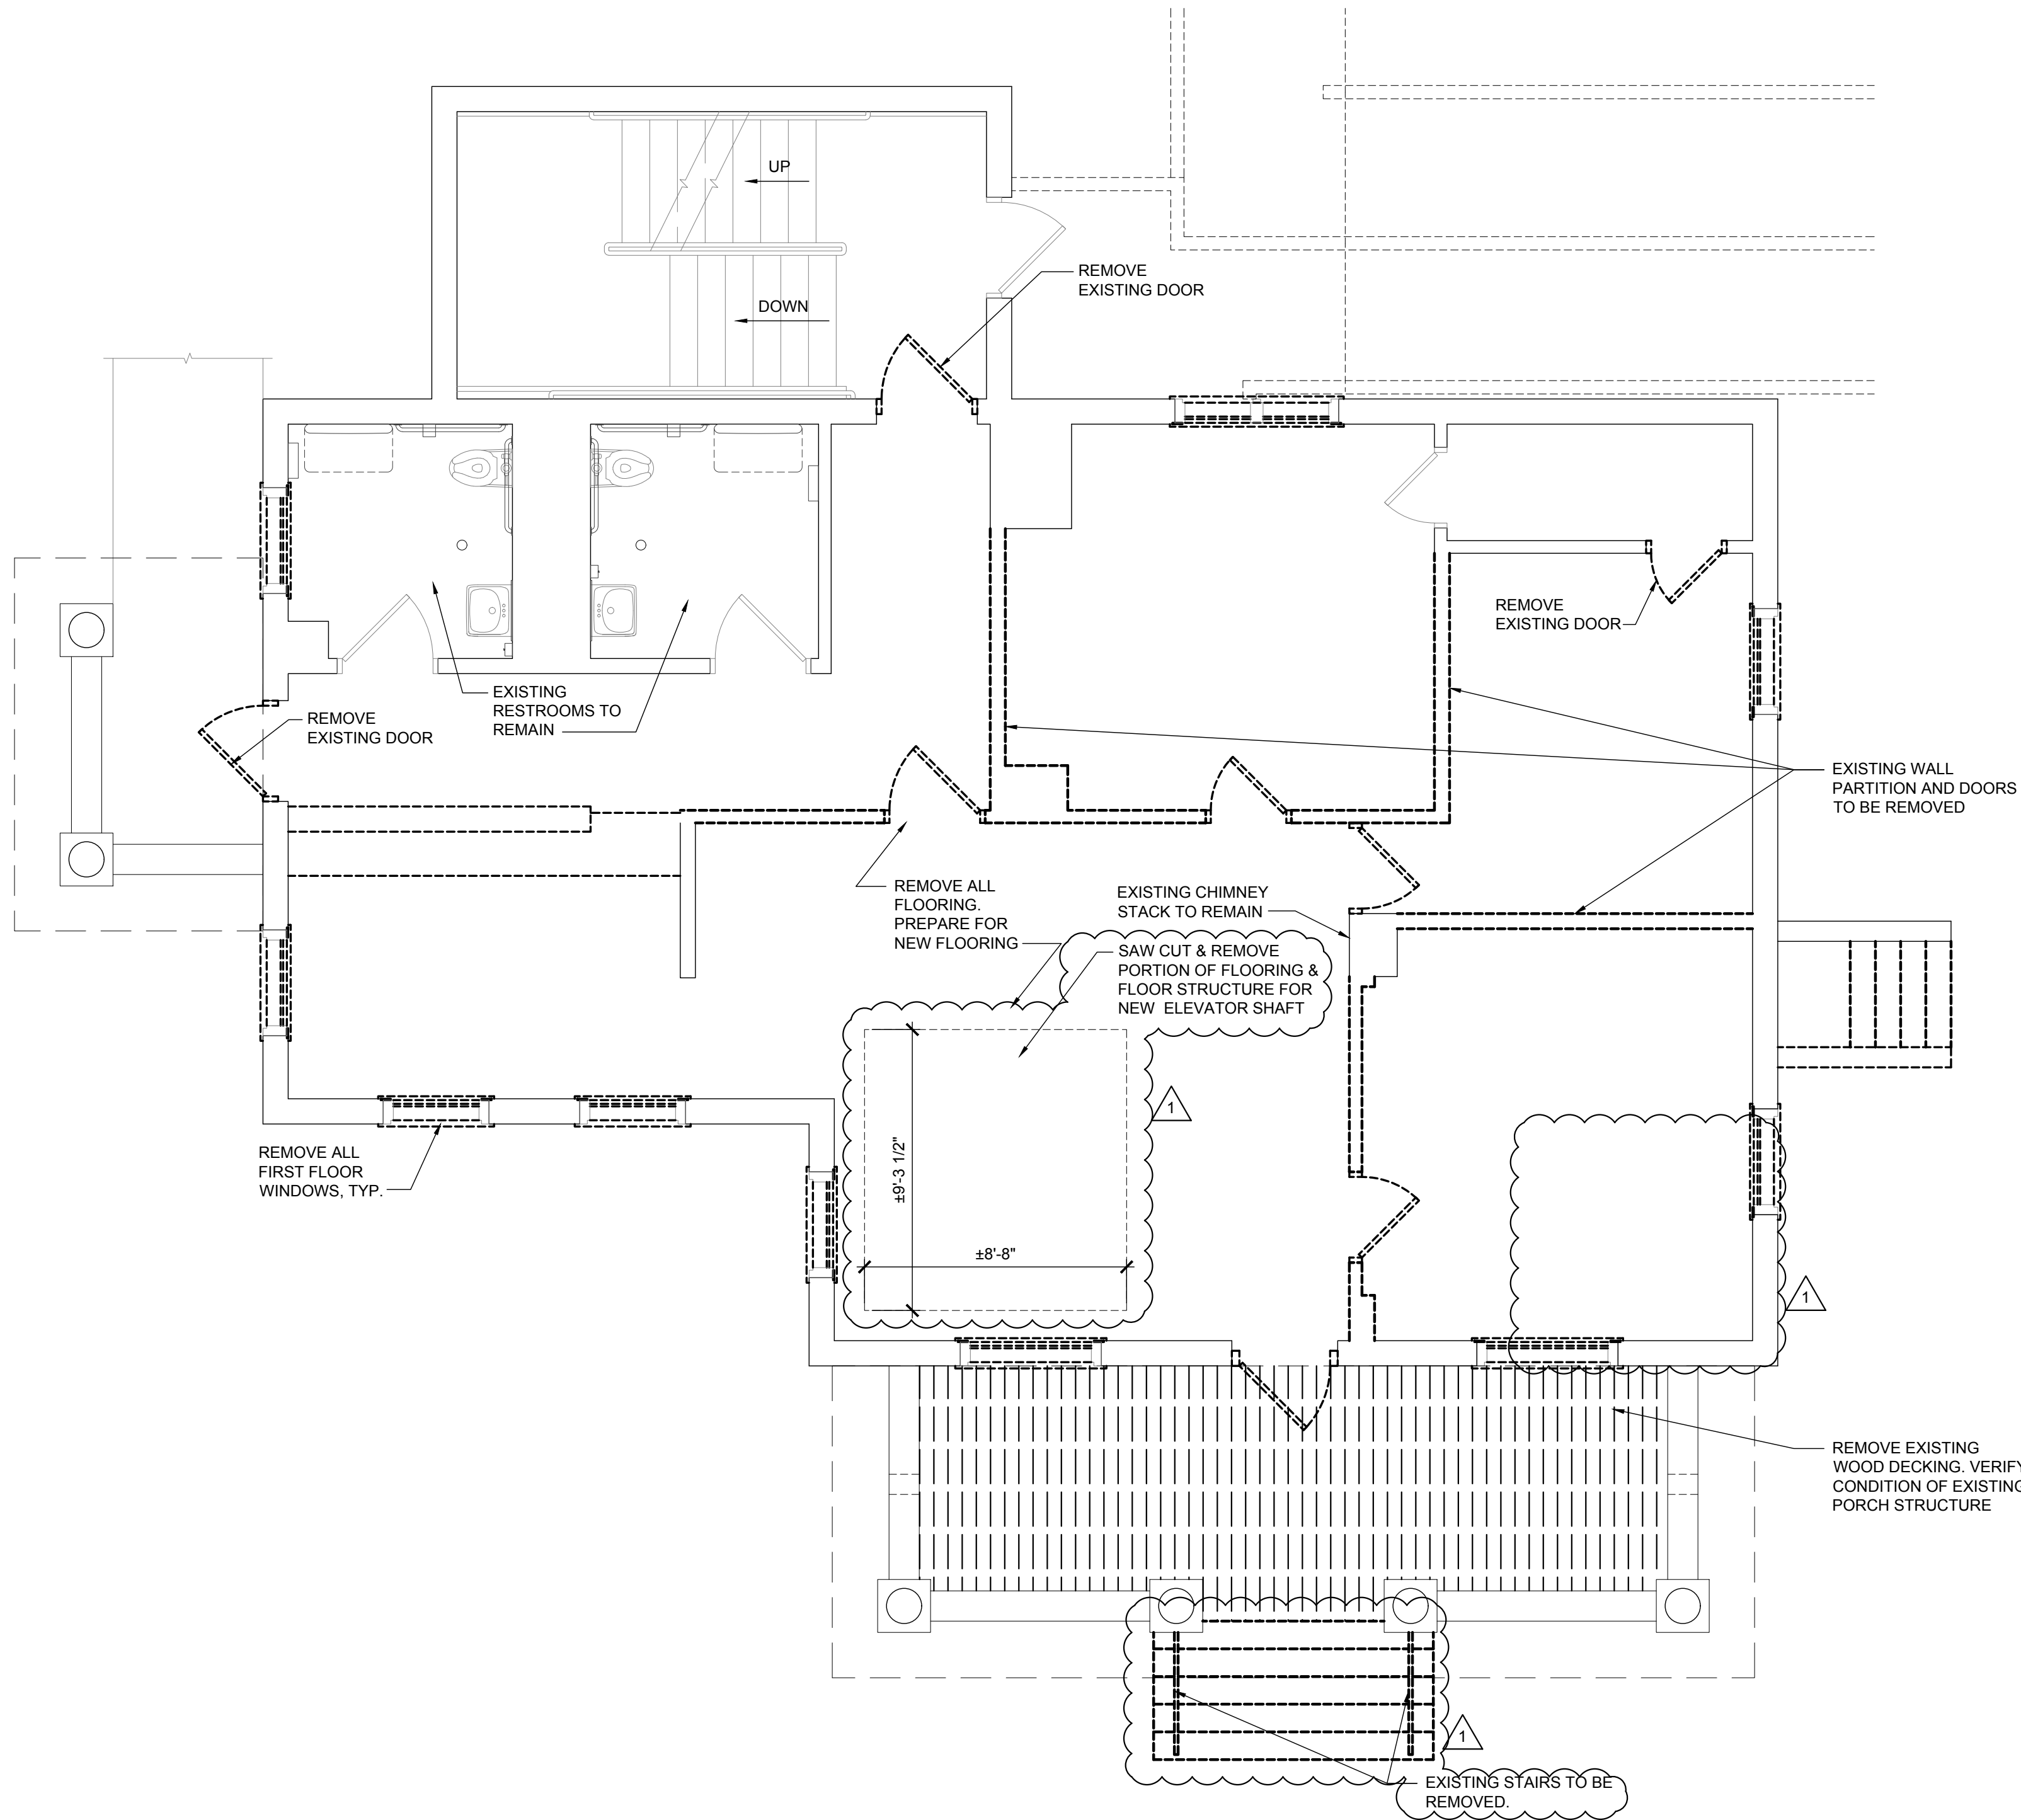 UP
DOWN
REMOVE
EXISTING DOOR
REMOVE
EXISTING DOOR
EXISTING
RESTROOMS TO
REMAIN
REMOVE
EXISTING DOOR
EXISTING WALL
PARTITION AND DOORS
TO BE REMOVED
REMOVE ALL
FLOORING.
PREPARE FOR
NEW FLOORING
EXISTING CHIMNEY
STACK TO REMAIN
SAW CUT & REMOVE
PORTION OF FLOORING &
FLOOR STRUCTURE FOR
NEW ELEVATOR SHAFT
1
±9'-3 1/2"
±8'-8"
REMOVE ALL
FIRST FLOOR
WINDOWS, TYP.
1
REMOVE EXISTING
WOOD DECKING. VERIFY
CONDITION OF EXISTING
PORCH STRUCTURE
1
EXISTING STAIRS TO BE
REMOVED.